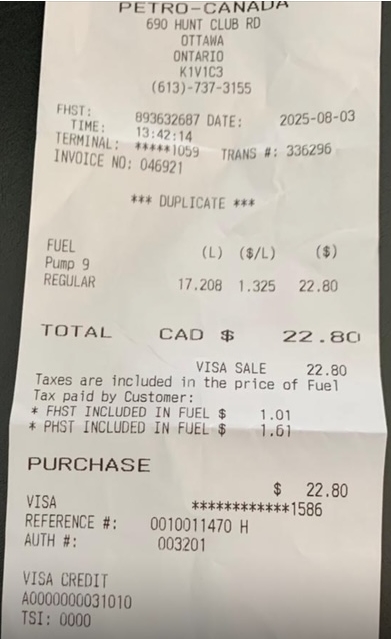 PETRO-CANADA
690 HUNT CLUB RD
OTTAWA
ONTARIO
K1V1C3
(613)-737-3155
FHST: 893632687 DATE: 2025-08-03
TIME: 13:42:14
TERMINAL: *****1059 TRANS #: 336296
INVOICE NO: 046921
*** DUPLICATE ***
FUEL (L) ($/L) ($)
Pump 9
REGULAR 17.208 1.325 22.80
TOTAL CAD $ 22.80
VISA SALE 22.80
Taxes are included in the price of Fuel
Tax paid by Customer:
* FHST INCLUDED IN FUEL $ 1.01
* PHST INCLUDED IN FUEL $ 1.61
PURCHASE
$ 22.80
VISA ************1586
REFERENCE #: 0010011470 H
AUTH #: 003201
VISA CREDIT
A0000000031010
TSI: 0000